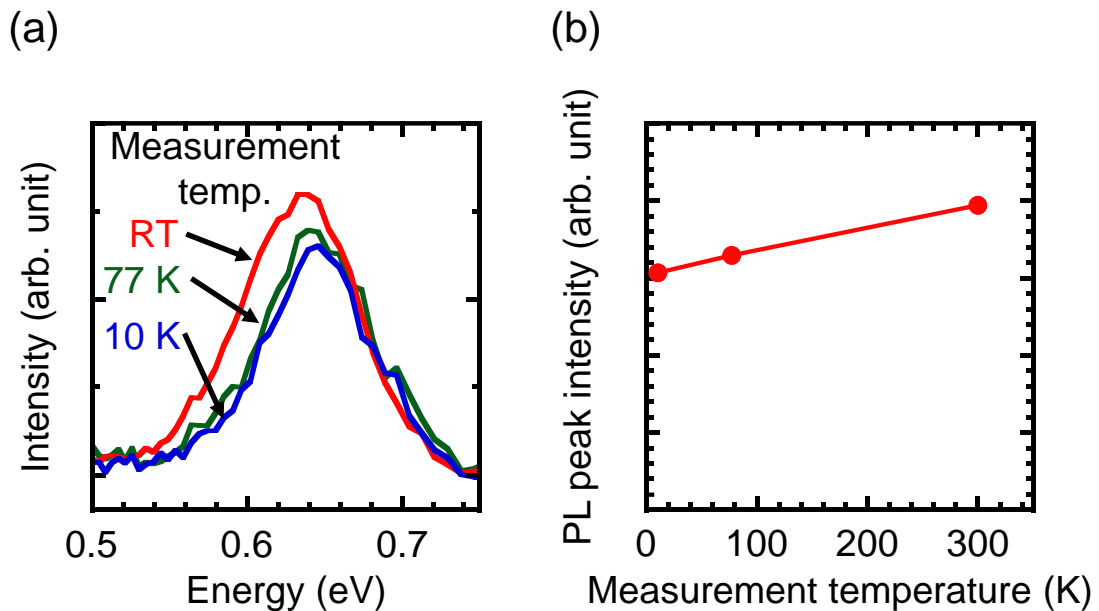 (a)
Measurement
temp.
RT
77 K
10 K
Intensity (arb. unit)
0.5 0.6 0.7
Energy (eV)
(b)
PL peak intensity (arb. unit)
0 100 200 300
Measurement temperature (K)